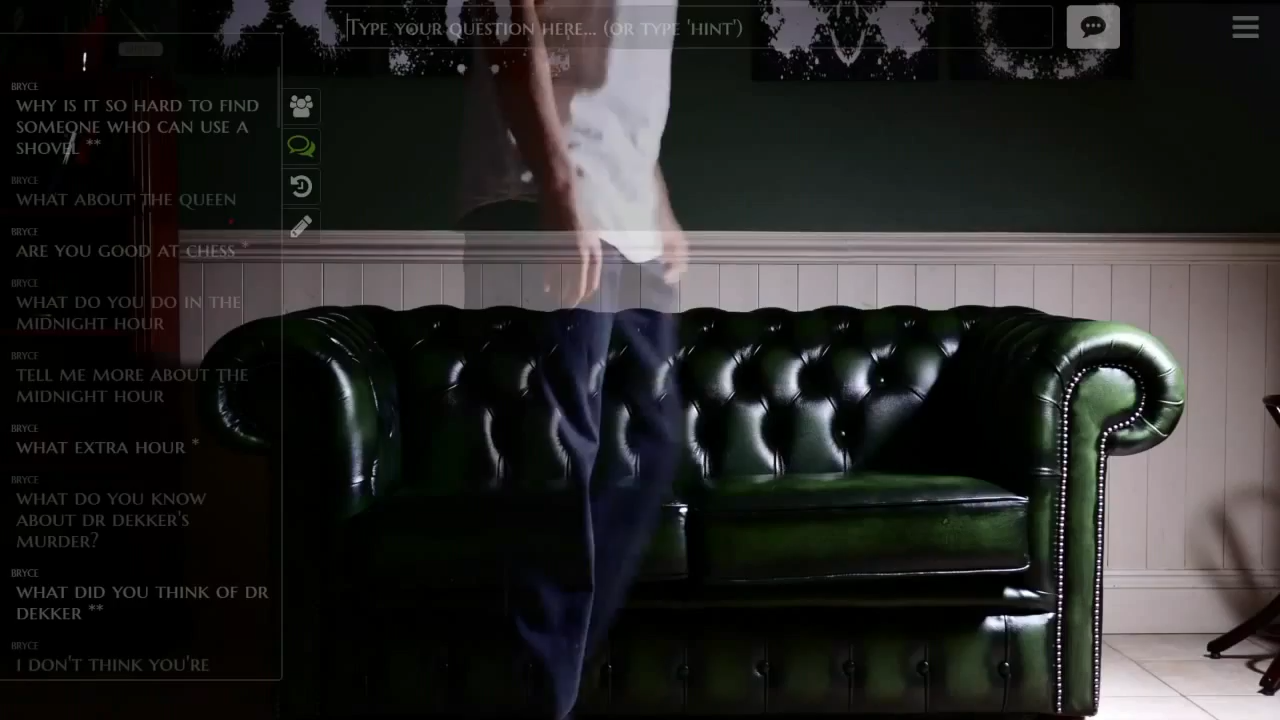 Type your question here... (or type 'hint')
BRYCE
WHY IS IT SO HARD TO FIND
SOMEONE WHO CAN USE A
SHOVEL **
BRYCE
WHAT ABOUT THE QUEEN
BRYCE
ARE YOU GOOD AT CHESS *
BRYCE
WHAT DO YOU DO IN THE
MIDNIGHT HOUR
BRYCE
TELL ME MORE ABOUT THE
MIDNIGHT HOUR
BRYCE
WHAT EXTRA HOUR *
BRYCE
WHAT DO YOU KNOW
ABOUT DR DEKKER'S
MURDER?
BRYCE
WHAT DID YOU THINK OF DR
DEKKER **
BRYCE
I DON'T THINK YOU'RE